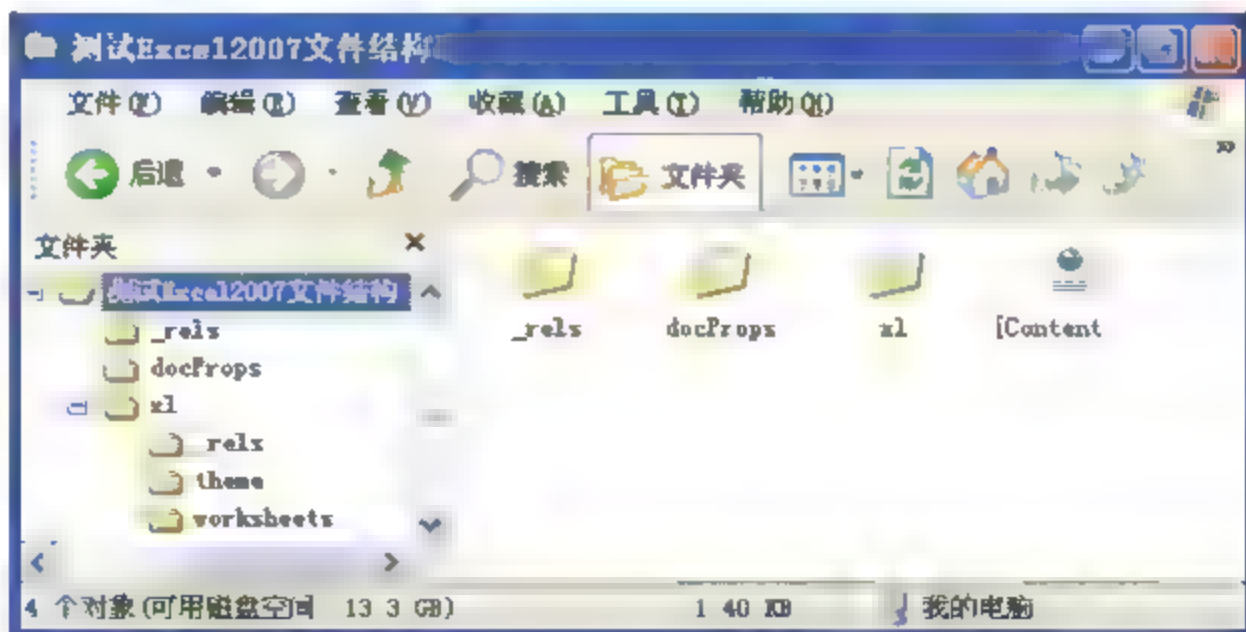 测试Excel2007文件结构
文件(F) 编辑(E) 查看(V) 收藏(A) 工具(T) 帮助(H)
后退 搜索 文件夹
文件夹
测试Excel2007文件结构
_rels
docProps
xl
_rels
theme
worksheets
_rels docProps xl [Content
4 个对象(可用磁盘空间 13 3 GB) 1 40 KB 我的电脑